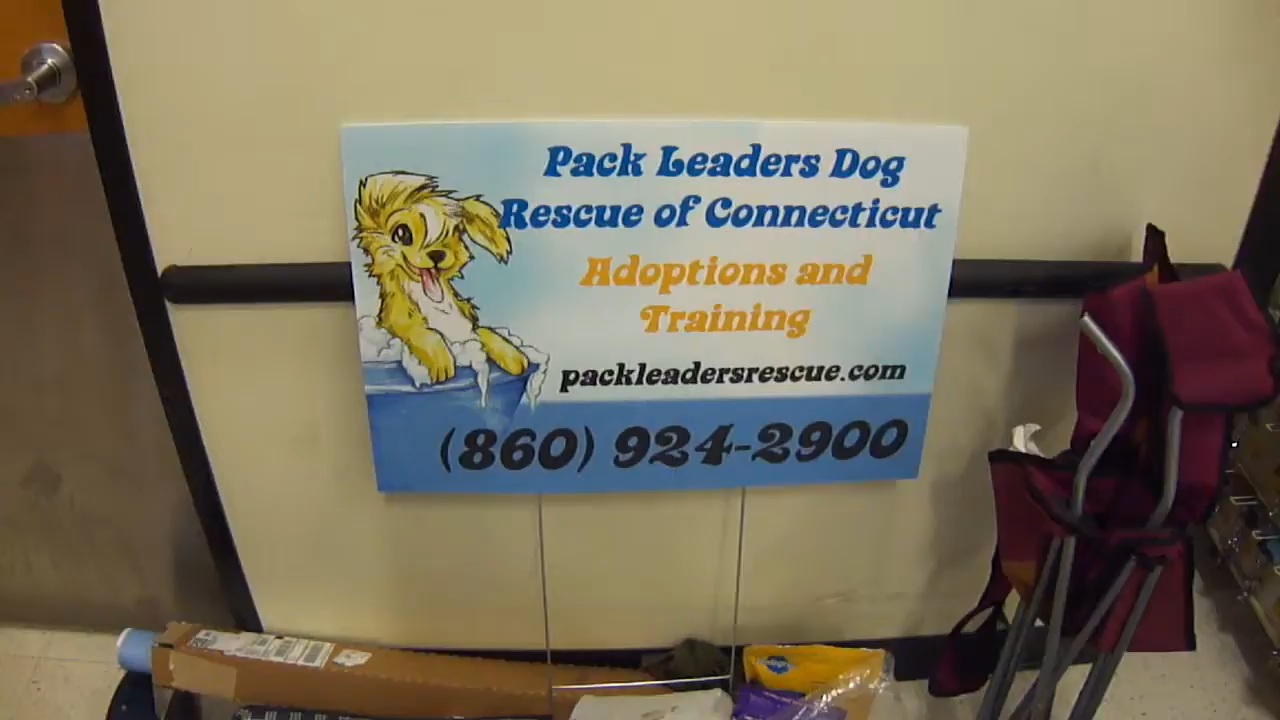 Pack Leaders Dog
Rescue of Connecticut
Adoptions and
Training
packleadersrescue.com
(860) 924-2900